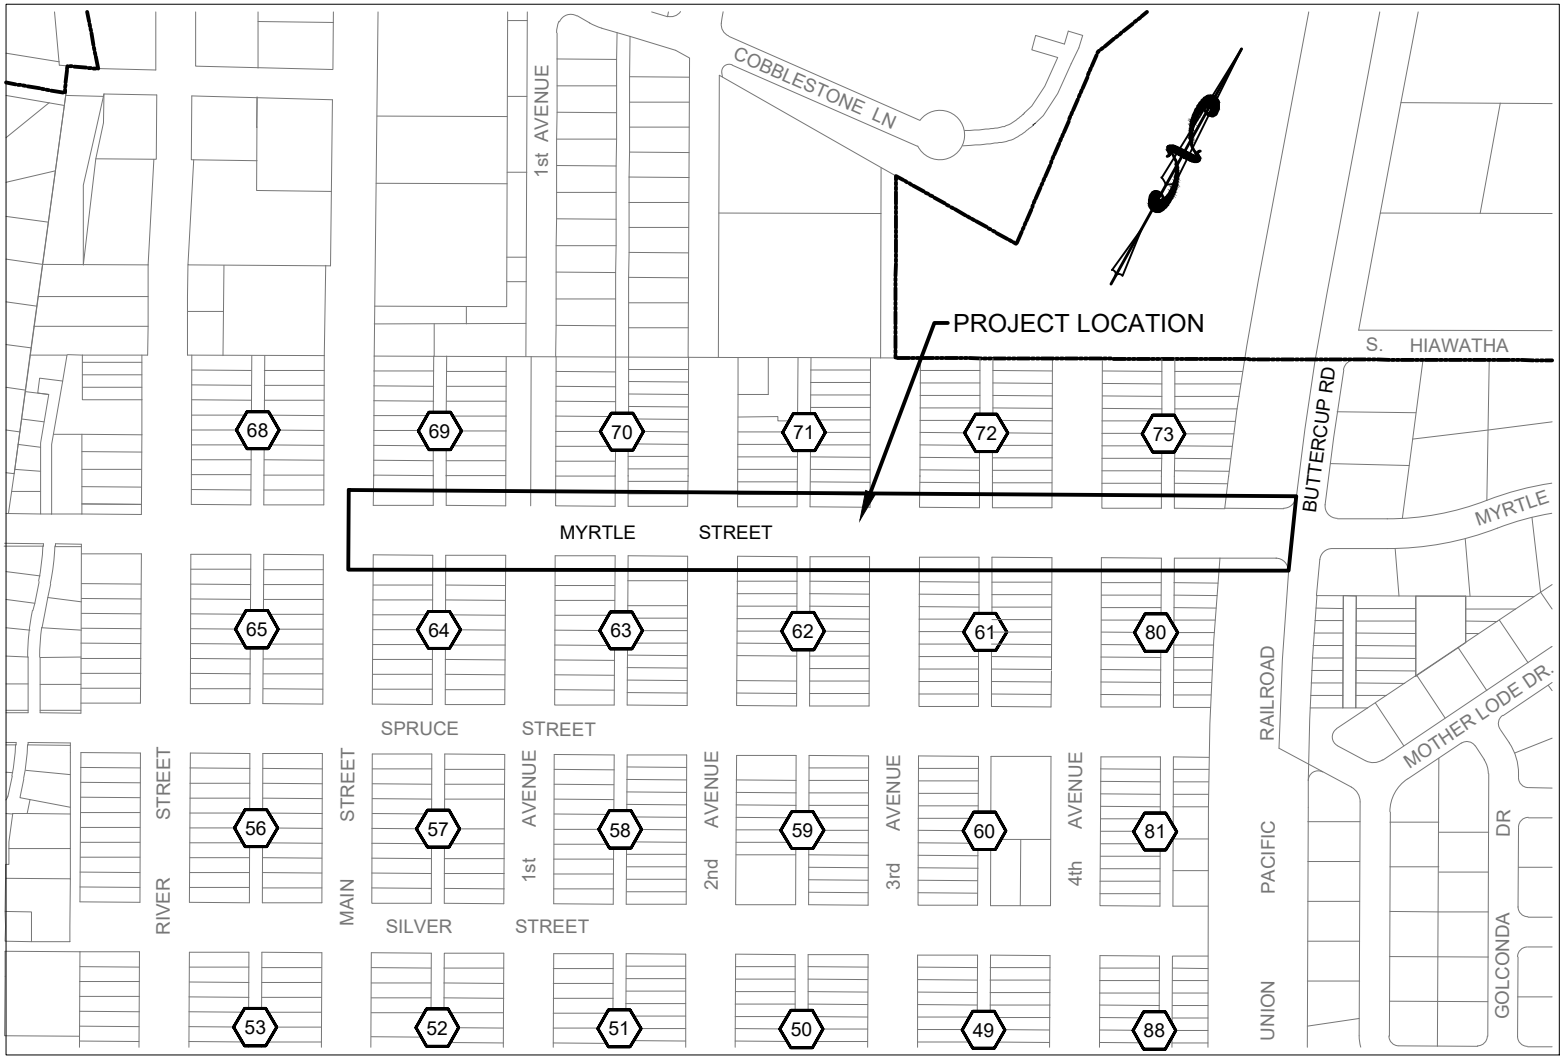 COBBLESTONE LN
1st AVENUE
PROJECT LOCATION
S. HIAWATHA
BUTTERCUP RD
68
69
70
71
72
73
MYRTLE STREET
MYRTLE
65
64
63
62
61
80
RAILROAD
MOTHER LODE DR.
SPRUCE STREET
RIVER STREET
MAIN STREET
1st AVENUE
2nd AVENUE
3rd AVENUE
4th AVENUE
56
57
58
59
60
81
UNION PACIFIC
GOLCONDA DR
SILVER STREET
53
52
51
50
49
88